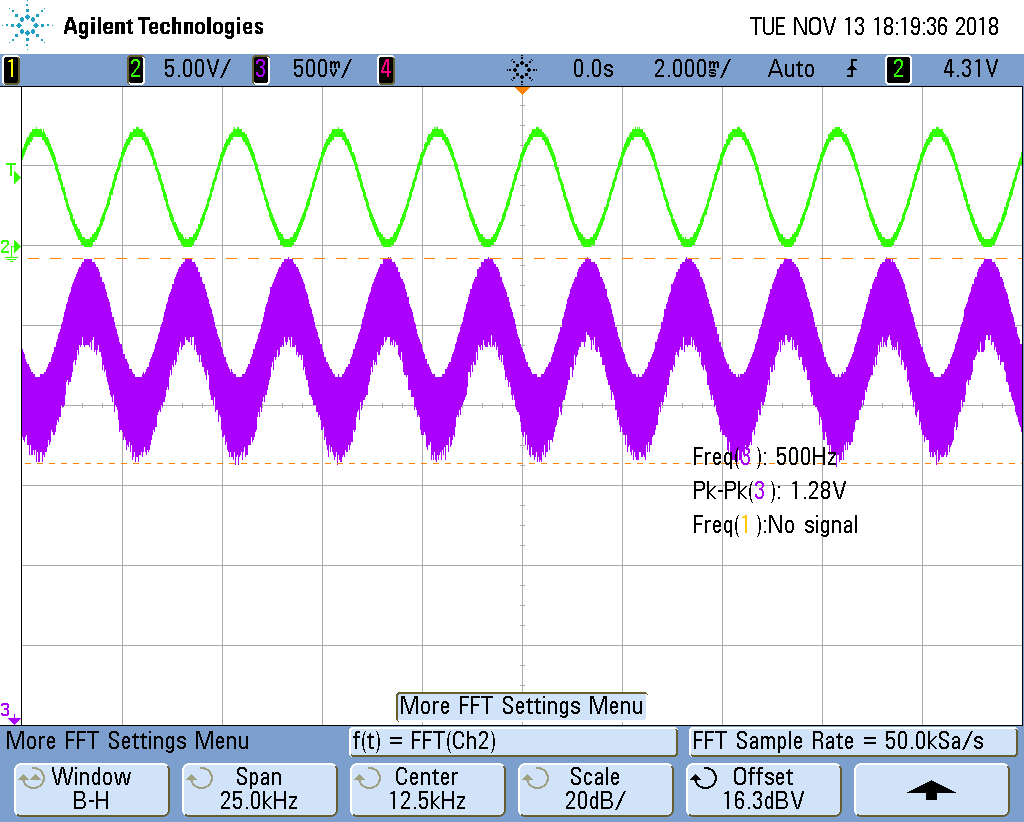 Agilent Technologies TUE NOV 13 18:19:36 2018
1 2 5.00V/ 3 500mV/ 4 0.0s 2.000ms/ Auto 2 4.31V
T
2
Freq(3): 500Hz
Pk-Pk(3): 1.28V
Freq(1):No signal
3
More FFT Settings Menu
More FFT Settings Menu f(t) = FFT(Ch2) FFT Sample Rate = 50.0kSa/s
Window Span Center Scale Offset
B-H 25.0kHz 12.5kHz 20dB/ 16.3dBV